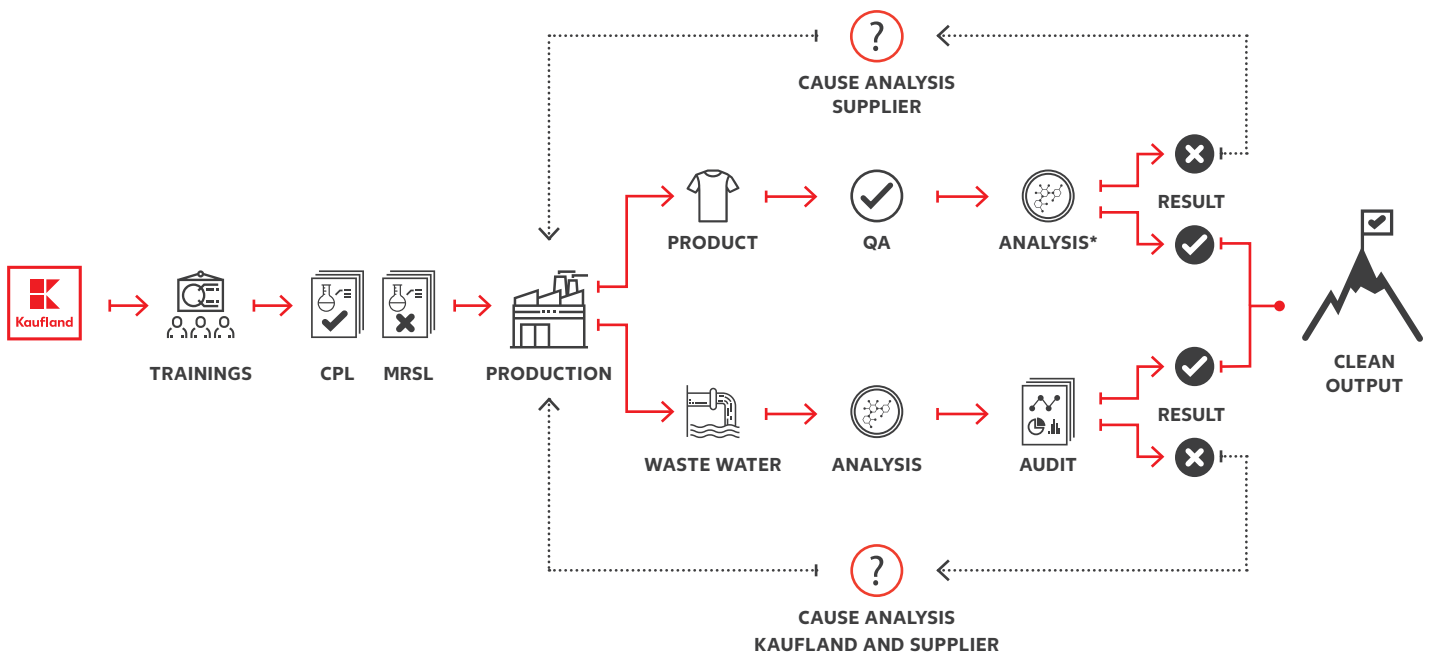 ?
CAUSE ANALYSIS
SUPPLIER
PRODUCT
QA
ANALYSIS*
RESULT
Kaufland
TRAININGS
CPL
MRSL
PRODUCTION
CLEAN
OUTPUT
WASTE WATER
ANALYSIS
AUDIT
RESULT
?
CAUSE ANALYSIS
KAUFLAND AND SUPPLIER